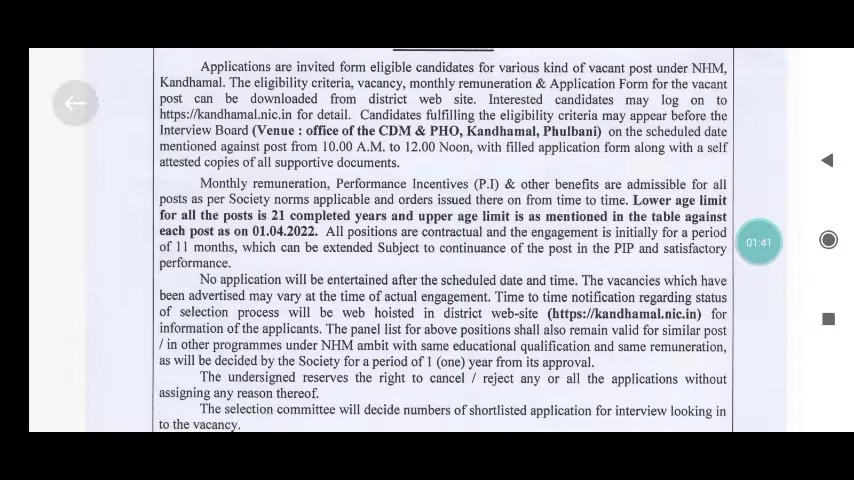 Applications are invited form eligible candidates for various kind of vacant post under NHM,
Kandhamal. The eligibility criteria, vacancy, monthly remuneration & Application Form for the vacant
post can be downloaded from district web site. Interested candidates may log on to
https://kandhamal.nic.in for detail. Candidates fulfilling the eligibility criteria may appear before the
Interview Board (Venue : office of the CDM & PHO, Kandhamal, Phulbani) on the scheduled date
mentioned against post from 10.00 A.M. to 12.00 Noon, with filled application form along with a self
attested copies of all supportive documents.
Monthly remuneration, Performance Incentives (P.I) & other benefits are admissible for all
posts as per Society norms applicable and orders issued there on from time to time. Lower age limit
for all the posts is 21 completed years and upper age limit is as mentioned in the table against
each post as on 01.04.2022. All positions are contractual and the engagement is initially for a period
of 11 months, which can be extended Subject to continuance of the post in the PIP and satisfactory
performance.
01:41
No application will be entertained after the scheduled date and time. The vacancies which have
been advertised may vary at the time of actual engagement. Time to time notification regarding status
of selection process will be web hoisted in district web-site (https://kandhamal.nic.in) for
information of the applicants. The panel list for above positions shall also remain valid for similar post
/ in other programmes under NHM ambit with same educational qualification and same remuneration,
as will be decided by the Society for a period of 1 (one) year from its approval.
The undersigned reserves the right to cancel / reject any or all the applications without
assigning any reason thereof.
The selection committee will decide numbers of shortlisted application for interview looking in
to the vacancy.